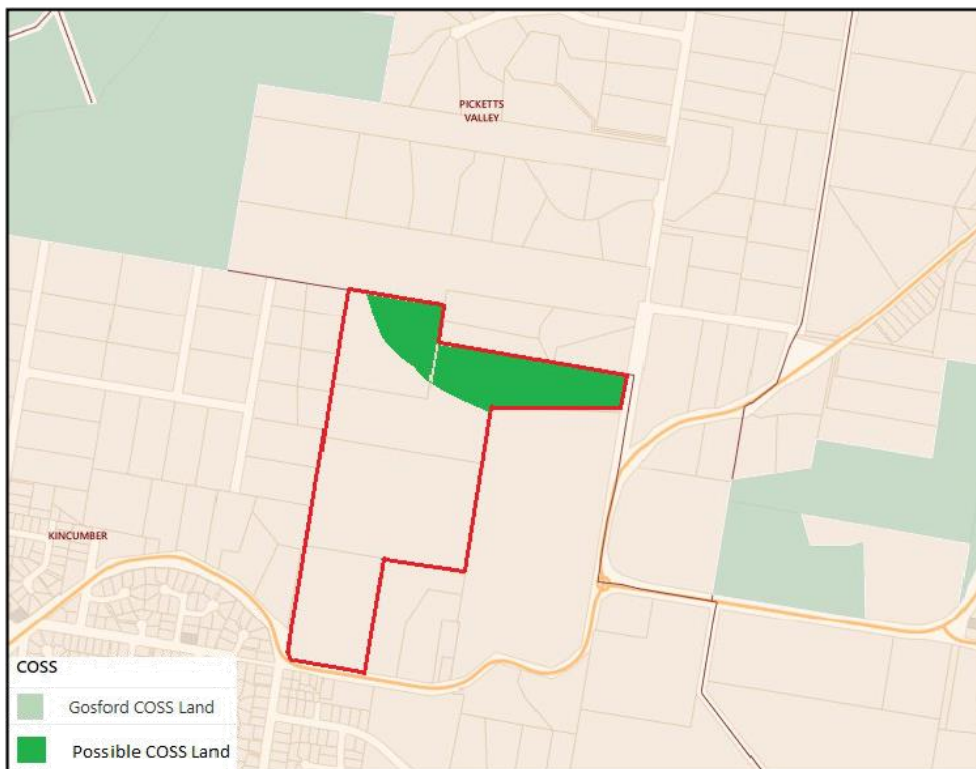 PICKETTS
VALLEY
KINCUMBER
COSS
Gosford COSS Land
Possible COSS Land